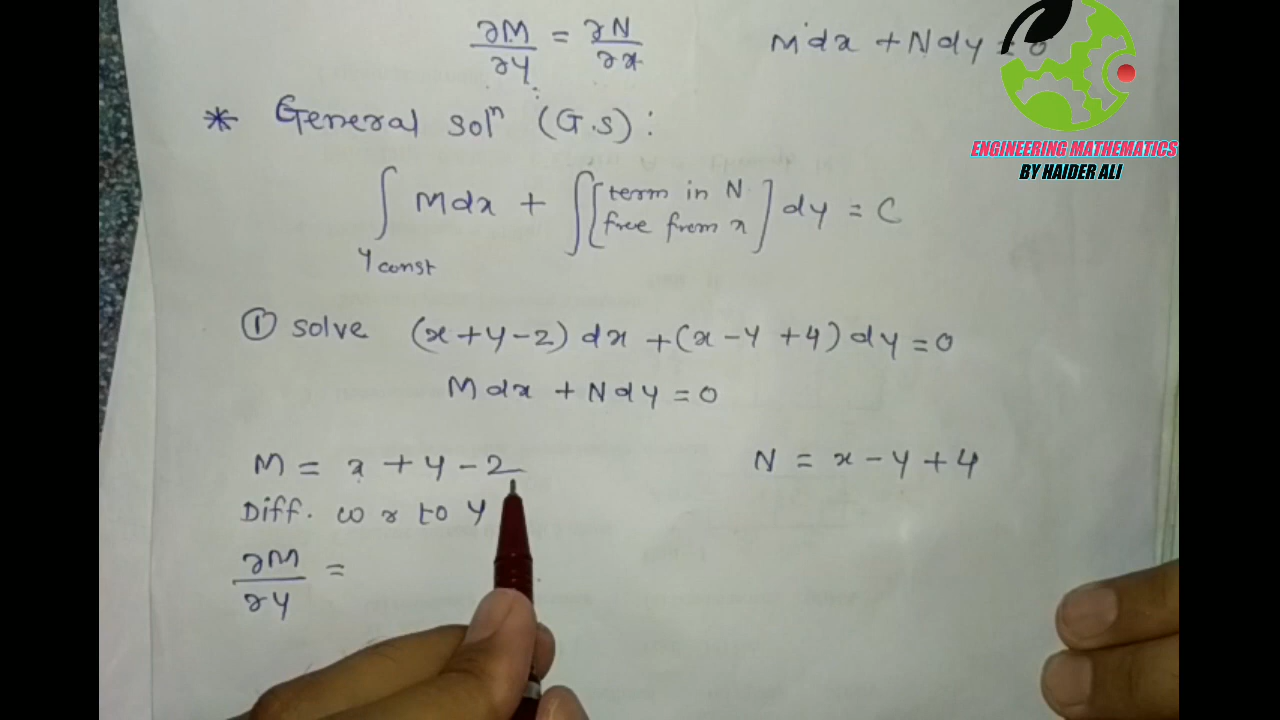 ∂M/∂y = ∂N/∂x    Mdx + Ndy = 0
ENGINEERING MATHEMATICS
BY HAIDER ALI
* General solⁿ (G.S) :
∫ Mdx + ∫[term in N free from x] dy = C
y const
① solve (x+y-2) dx + (x-y+4) dy = 0
Mdx + Ndy = 0
M = x + y - 2    N = x - y + 4
Diff. w r to y
∂M/∂y =